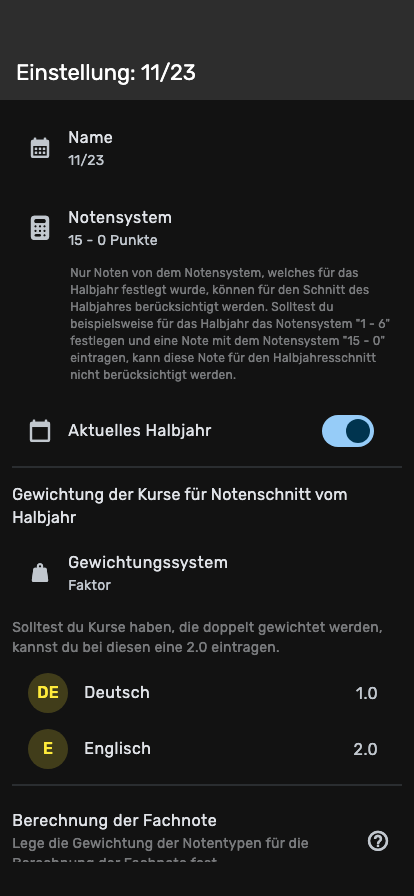 Einstellung: 11/23
Name
11/23
Notensystem
15 - 0 Punkte
Nur Noten von dem Notensystem, welches für das
Halbjahr festlegt wurde, können für den Schnitt des
Halbjahres berücksichtigt werden. Solltest du
beispielsweise für das Halbjahr das Notensystem "1 - 6"
festlegen und eine Note mit dem Notensystem "15 - 0"
eintragen, kann diese Note für den Halbjahresschnitt
nicht berücksichtigt werden.
Aktuelles Halbjahr
Gewichtung der Kurse für Notenschnitt vom
Halbjahr
Gewichtungssystem
Faktor
Solltest du Kurse haben, die doppelt gewichtet werden,
kannst du bei diesen eine 2.0 eintragen.
DE Deutsch 1.0
E Englisch 2.0
Berechnung der Fachnote
Lege die Gewichtung der Notentypen für die
Berechnung der Fachnote fest